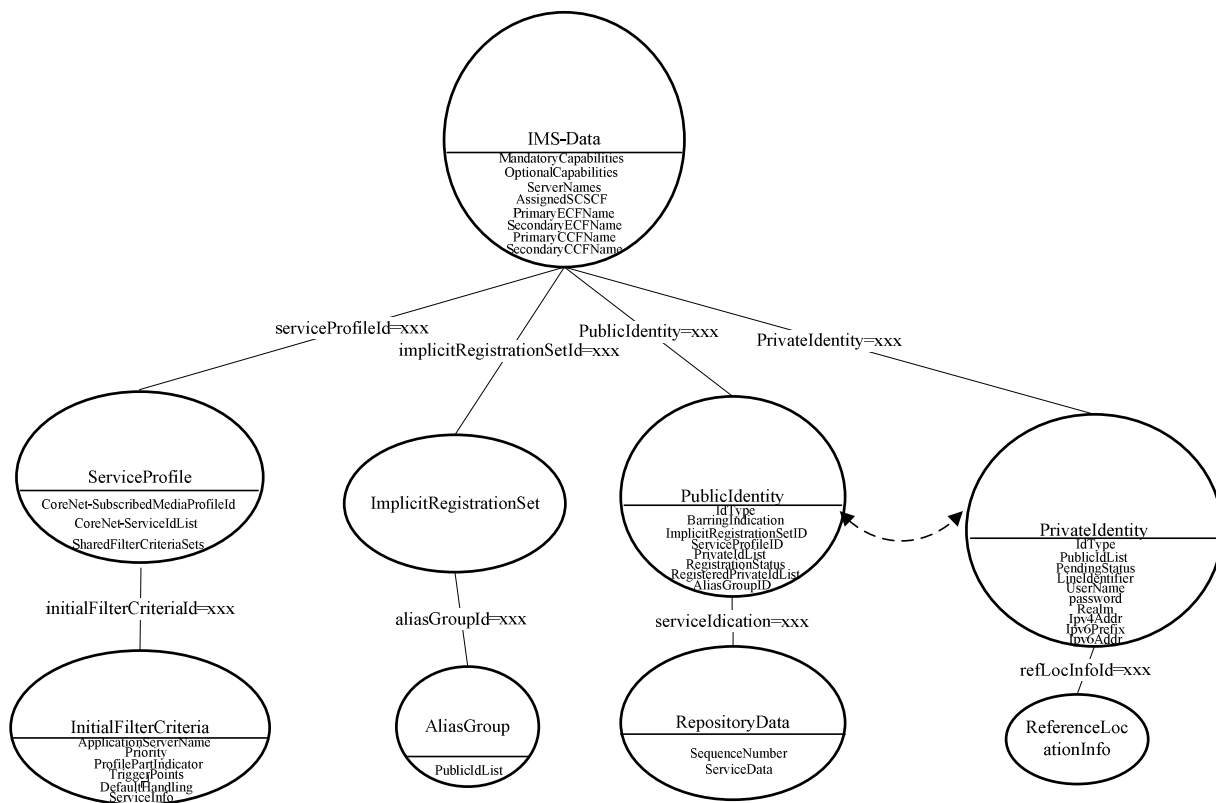 IMS-Data
MandatoryCapabilities
OptionalCapabilities
ServerNames
AssignedSCSCF
PrimaryECFName
SecondaryECFName
PrimaryCCFName
SecondaryCCFName
serviceProfileId=xxx
implicitRegistrationSetId=xxx
PublicIdentity=xxx
PrivateIdentity=xxx
ServiceProfile
CoreNet-SubscribedMediaProfileId
CoreNet-ServiceIdList
SharedFilterCriteriaSets
ImplicitRegistrationSet
PublicIdentity
IdType
BarringIndication
ImplicitRegistrationSetID
ServiceProfileID
PrivateIdList
RegistrationStatus
RegisteredPrivateIdList
AliasGroupID
PrivateIdentity
IdType
PublicIdList
PendingStatus
LineIdentifier
UserName
password
Realm
Ipv4Addr
Ipv6Prefix
Ipv6Addr
initialFilterCriteriaId=xxx
aliasGroupId=xxx
serviceIdication=xxx
refLocInfoId=xxx
InitialFilterCriteria
ApplicationServerName
Priority
ProfilePartIndicator
TriggerPoints
DefaultHandling
ServiceInfo
AliasGroup
PublicIdList
RepositoryData
SequenceNumber
ServiceData
ReferenceLoc
ationInfo